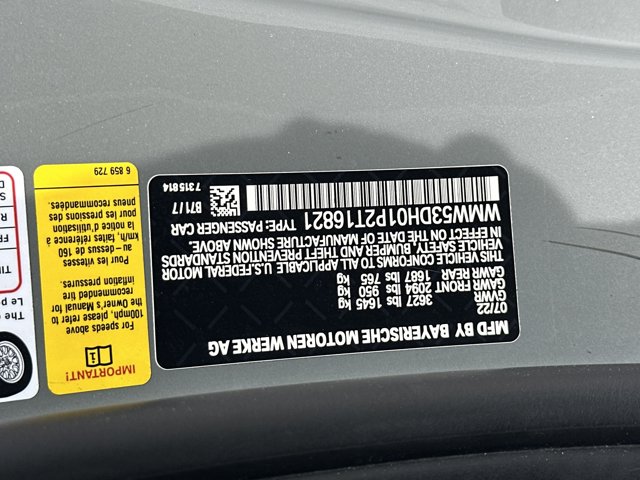 MFD BY BAYERISCHE MOTOREN WERKE AG
07/22
GVWR 3627 lbs 1645 kg
GAWR FRONT 2094 lbs 950 kg
GAWR REAR 1687 lbs 765 kg
THIS VEHICLE CONFORMS TO ALL APPLICABLE U.S.FEDERAL MOTOR
VEHICLE SAFETY, BUMPER AND THEFT PREVENTION STANDARDS
IN EFFECT ON THE DATE OF MANUFACTURE SHOWN ABOVE.
WMW53DH01P2T16821 TYPE: PASSENGER CAR
B71/7
7315814
IMPORTANT!
For speeds above
100mph, please refer to
the Owner's Manual for
recommended tire
inflation pressures.
Pour les vitesses
au-dessus de 160
km/h, faites référence à
la notice d'utilisation
pour les pressions des
pneus recommandées.
6 859 729
Le